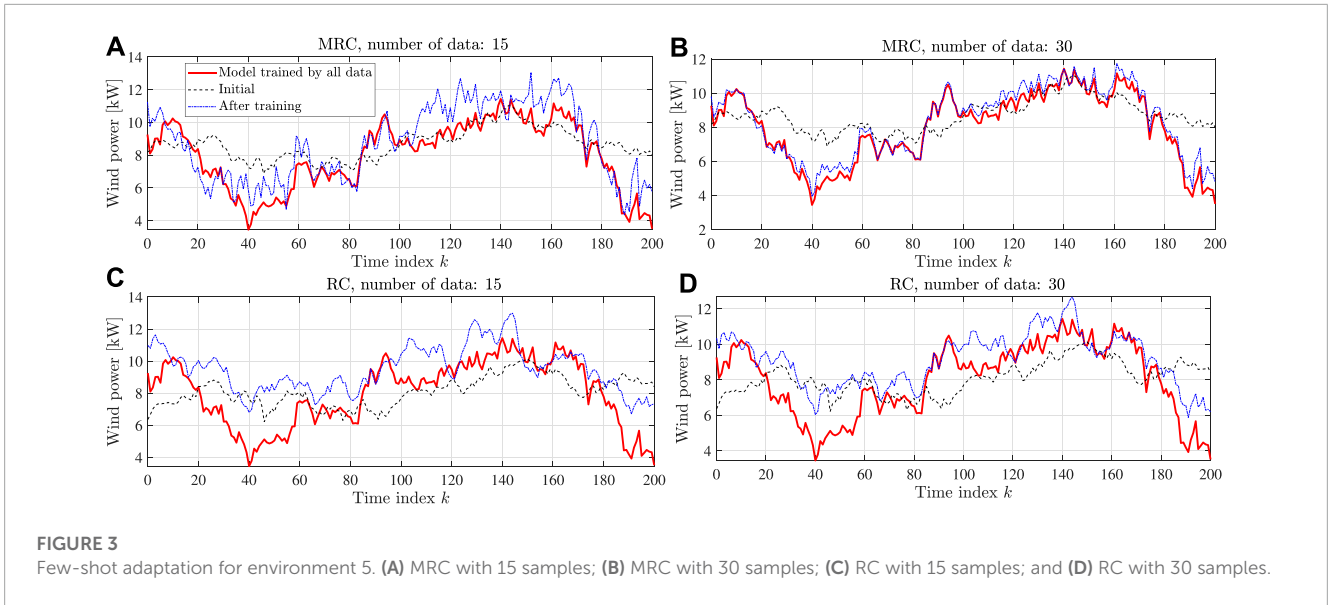 A
MRC, number of data: 15
14
12
10
8
6
4
Wind power [kW]
Model trained by all data
Initial
After training
0 20 40 60 80 100 120 140 160 180 200
Time index k
B
MRC, number of data: 30
12
10
8
6
4
2
Wind power [kW]
0 20 40 60 80 100 120 140 160 180 200
Time index k
C
RC, number of data: 15
14
12
10
8
6
4
Wind power [kW]
0 20 40 60 80 100 120 140 160 180 200
Time index k
D
RC, number of data: 30
12
10
8
6
4
Wind power [kW]
0 20 40 60 80 100 120 140 160 180 200
Time index k
FIGURE 3
Few-shot adaptation for environment 5. (A) MRC with 15 samples; (B) MRC with 30 samples; (C) RC with 15 samples; and (D) RC with 30 samples.